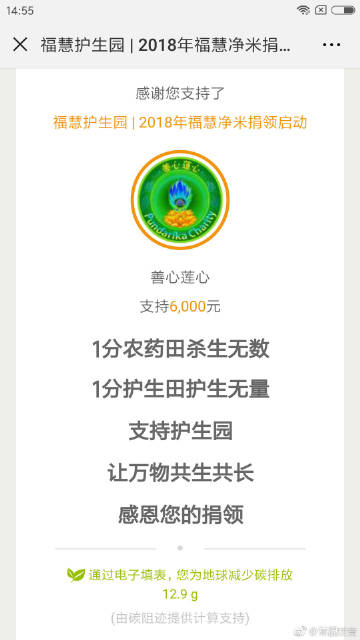 14:55
福慧护生园 | 2018年福慧净米捐...
感谢您支持了
福慧护生园 | 2018年福慧净米捐领启动
善心莲心
Pundarika Charity
善心莲心
支持6,000元
1分农药田杀生无数
1分护生田护生无量
支持护生园
让万物共生共长
感恩您的捐领
通过电子填表，您为地球减少碳排放
12.9 g
(由碳阻迹提供计算支持)